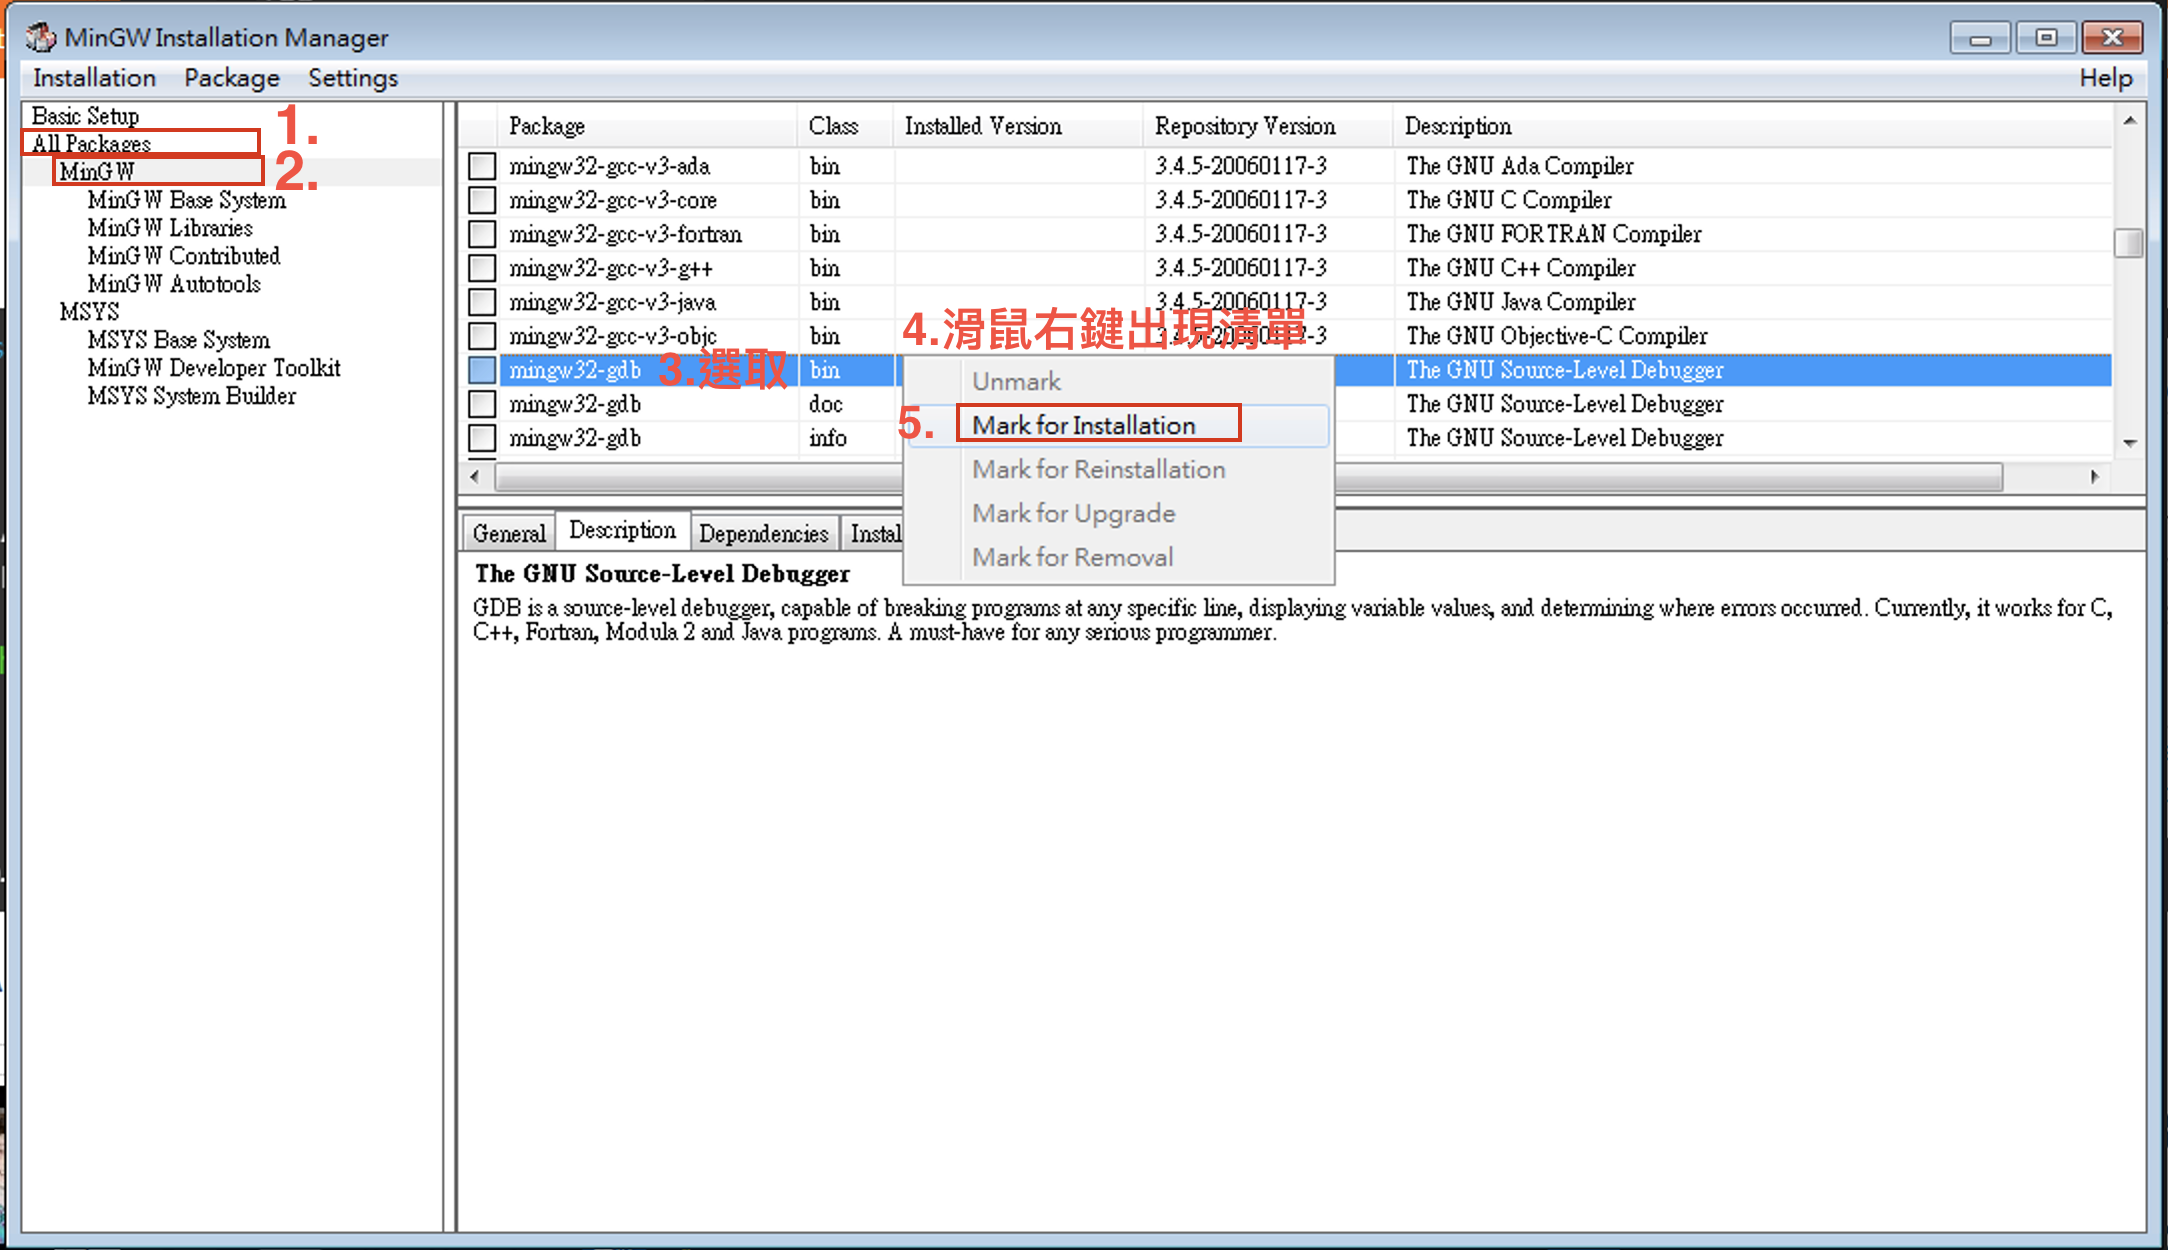 MinGW Installation Manager
Installation Package Settings Help
Basic Setup
All Packages
1.
MinGW
2.
MinGW Base System
MinGW Libraries
MinGW Contributed
MinGW Autotools
MSYS
MSYS Base System
MinGW Developer Toolkit
MSYS System Builder
Package Class Installed Version Repository Version Description
mingw32-gcc-v3-ada bin 3.4.5-20060117-3 The GNU Ada Compiler
mingw32-gcc-v3-core bin 3.4.5-20060117-3 The GNU C Compiler
mingw32-gcc-v3-fortran bin 3.4.5-20060117-3 The GNU FORTRAN Compiler
mingw32-gcc-v3-g++ bin 3.4.5-20060117-3 The GNU C++ Compiler
mingw32-gcc-v3-java bin 3.4.5-20060117-3 The GNU Java Compiler
mingw32-gcc-v3-objc bin 3.4.5-20060117-3 The GNU Objective-C Compiler
4.滑鼠右鍵出現清單
mingw32-gdb 3.選取 bin The GNU Source-Level Debugger
mingw32-gdb doc The GNU Source-Level Debugger
mingw32-gdb info The GNU Source-Level Debugger
Unmark
5. Mark for Installation
Mark for Reinstallation
Mark for Upgrade
Mark for Removal
General Description Dependencies Instal
The GNU Source-Level Debugger
GDB is a source-level debugger, capable of breaking programs at any specific line, displaying variable values, and determining where errors occurred. Currently, it works for C,
C++, Fortran, Modula 2 and Java programs. A must-have for any serious programmer.